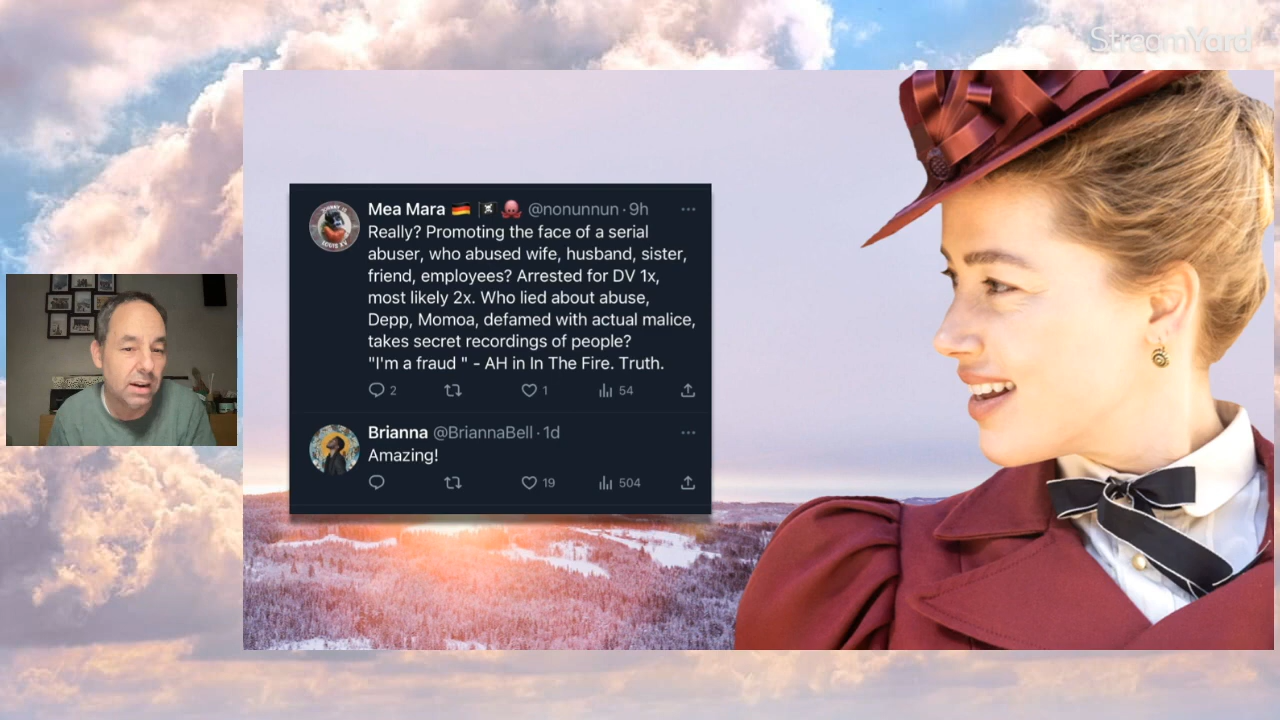 StreamYard
Mea Mara @nonunnun · 9h
Really? Promoting the face of a serial
abuser, who abused wife, husband, sister,
friend, employees? Arrested for DV 1x,
most likely 2x. Who lied about abuse,
Depp, Momoa, defamed with actual malice,
takes secret recordings of people?
"I'm a fraud " - AH in In The Fire. Truth.
2 1 54
Brianna @BriannaBell · 1d
Amazing!
19 504